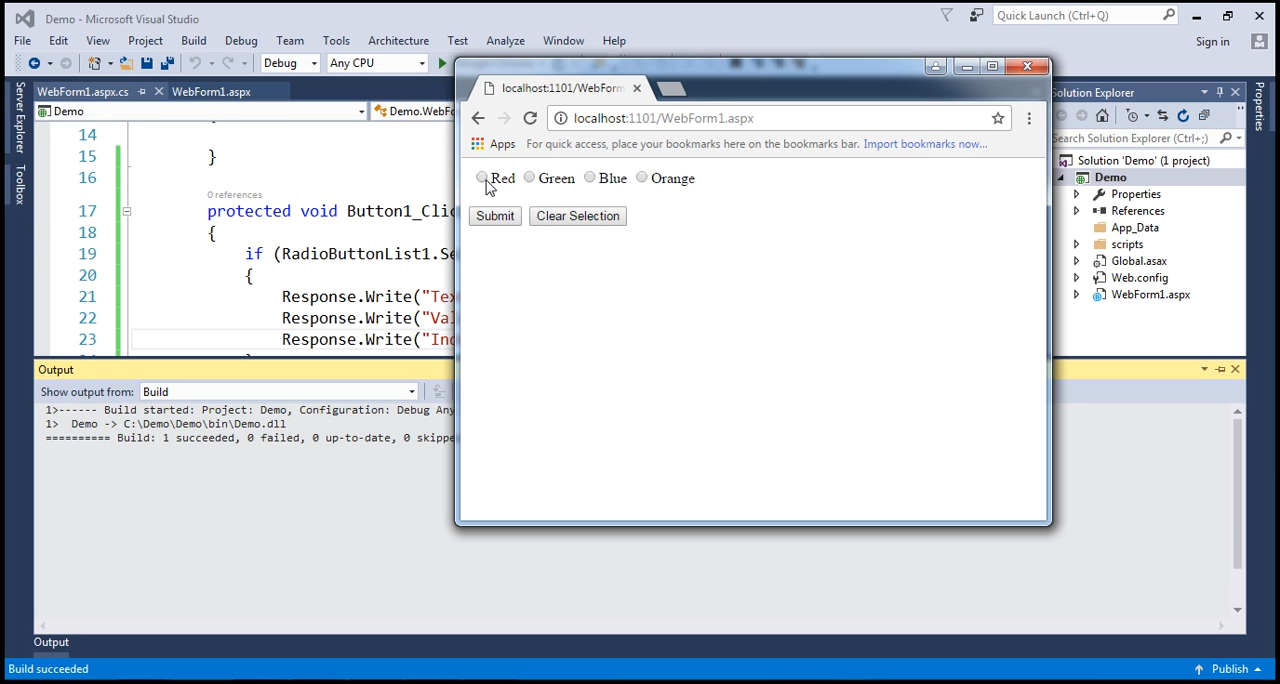 Demo - Microsoft Visual Studio
Quick Launch (Ctrl+Q)
File Edit View Project Build Debug Team Tools Architecture Test Analyze Window Help
Sign in
Debug Any CPU
Server Explorer
Toolbox
WebForm1.aspx.cs WebForm1.aspx
Demo Demo.WebFo
14
15 }
16
0 references
17 protected void Button1_Clic
18 {
19 if (RadioButtonList1.Se
20 {
21 Response.Write("Tex
22 Response.Write("Val
23 Response.Write("Ind
localhost:1101/WebForm
localhost:1101/WebForm1.aspx
Apps For quick access, place your bookmarks here on the bookmarks bar. Import bookmarks now...
Red Green Blue Orange
Submit Clear Selection
Solution Explorer
Search Solution Explorer (Ctrl+;)
Solution 'Demo' (1 project)
Demo
Properties
References
App_Data
scripts
Global.asax
Web.config
WebForm1.aspx
Properties
Output
Show output from: Build
1>------ Build started: Project: Demo, Configuration: Debug Any
1> Demo -> C:\Demo\Demo\bin\Demo.dll
========== Build: 1 succeeded, 0 failed, 0 up-to-date, 0 skippe
Output
Build succeeded
Publish